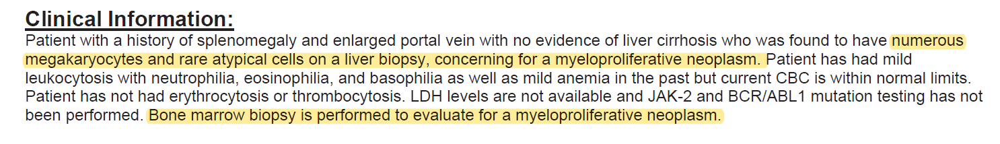 Clinical Information:
Patient with a history of splenomegaly and enlarged portal vein with no evidence of liver cirrhosis who was found to have numerous
megakaryocytes and rare atypical cells on a liver biopsy, concerning for a myeloproliferative neoplasm. Patient has had mild
leukocytosis with neutrophilia, eosinophilia, and basophilia as well as mild anemia in the past but current CBC is within normal limits.
Patient has not had erythrocytosis or thrombocytosis. LDH levels are not available and JAK-2 and BCR/ABL1 mutation testing has not
been performed. Bone marrow biopsy is performed to evaluate for a myeloproliferative neoplasm.